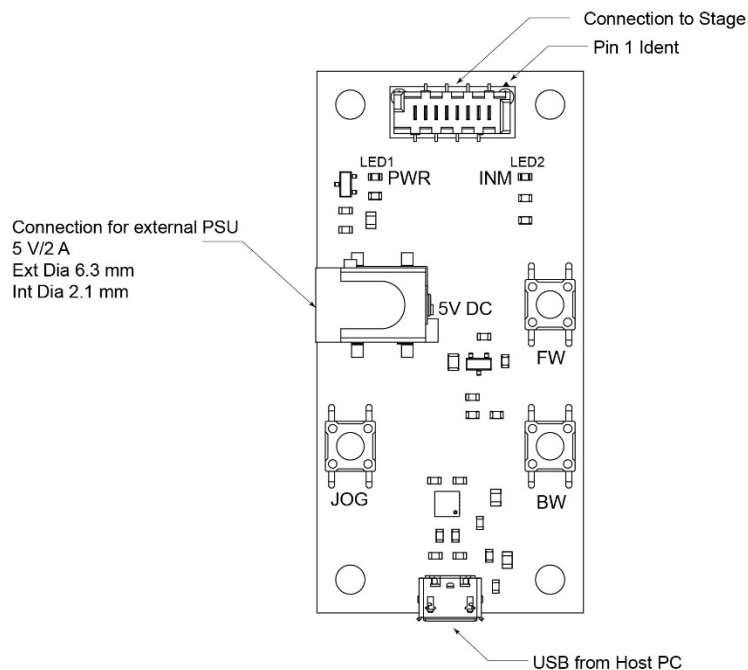 Connection to Stage
Pin 1 Ident
LED1
LED2
PWR
INM
Connection for external PSU
5 V/2 A
Ext Dia 6.3 mm
Int Dia 2.1 mm
5V DC
FW
JOG
BW
USB from Host PC